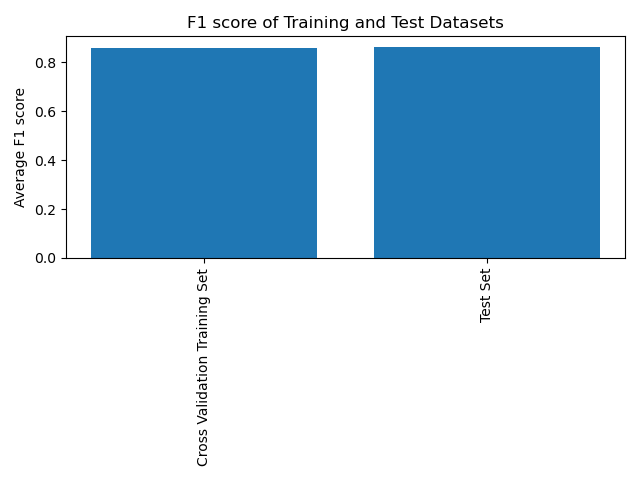 F1 score of Training and Test Datasets
Average F1 score
0.8
0.6
0.4
0.2
0.0
Cross Validation Training Set
Test Set